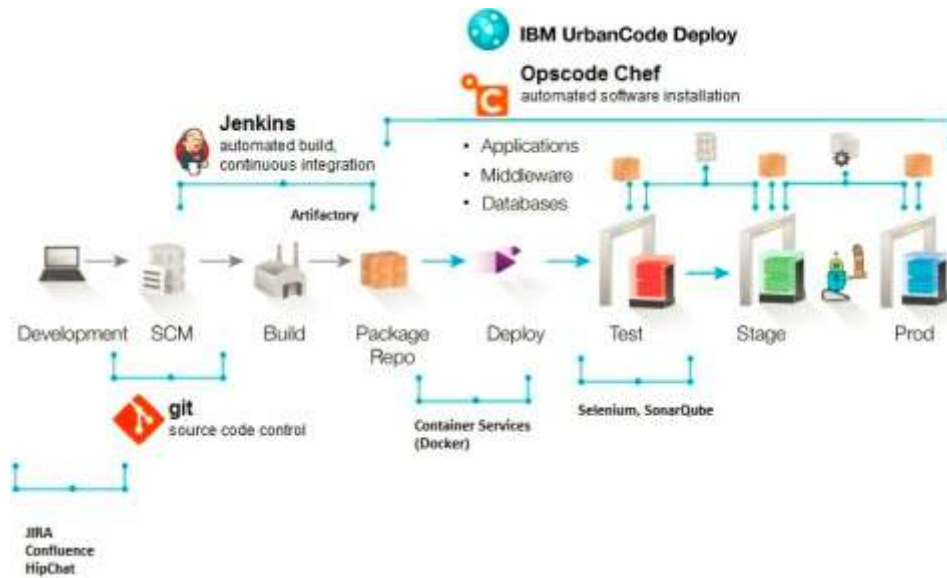 IBM UrbanCode Deploy
Opscode Chef
automated software installation
Jenkins
automated build,
continuous integration
• Applications
• Middleware
• Databases
Artifactory
Development
SCM
Build
Package
Repo
Deploy
Test
Stage
Prod
git
source code control
Container Services
(Docker)
Selenium, SonarQube
JIRA
Confluence
HipChat